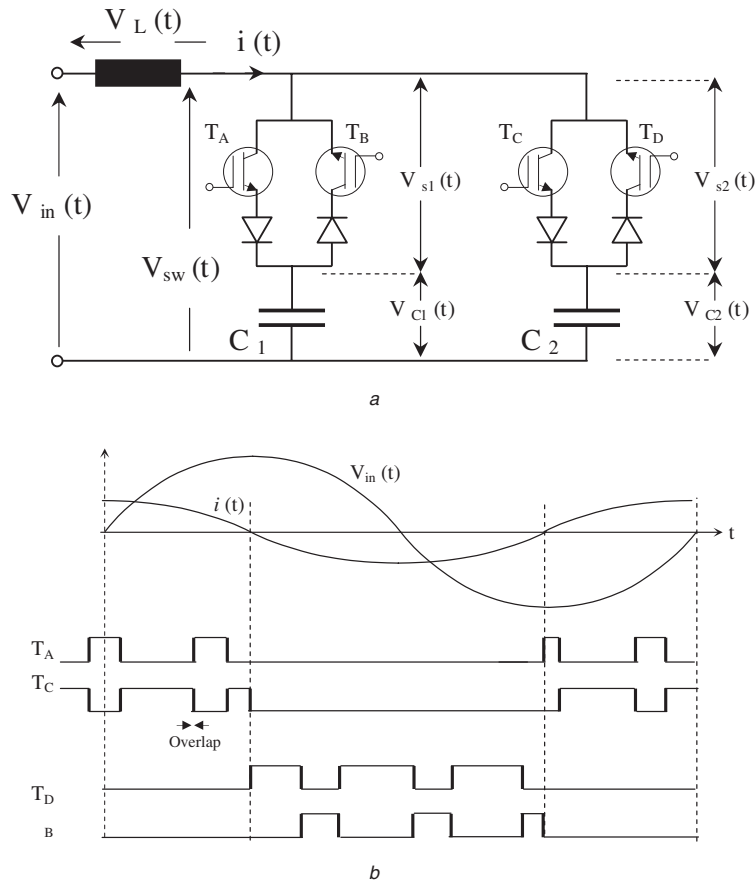 V L (t)
i (t)
T A
T B
T C
T D
V in (t)
V sw (t)
V s1 (t)
V s2 (t)
V C1 (t)
V C2 (t)
C 1
C 2
a
V in (t)
i (t)
t
T A
T C
Overlap
T D
B
b